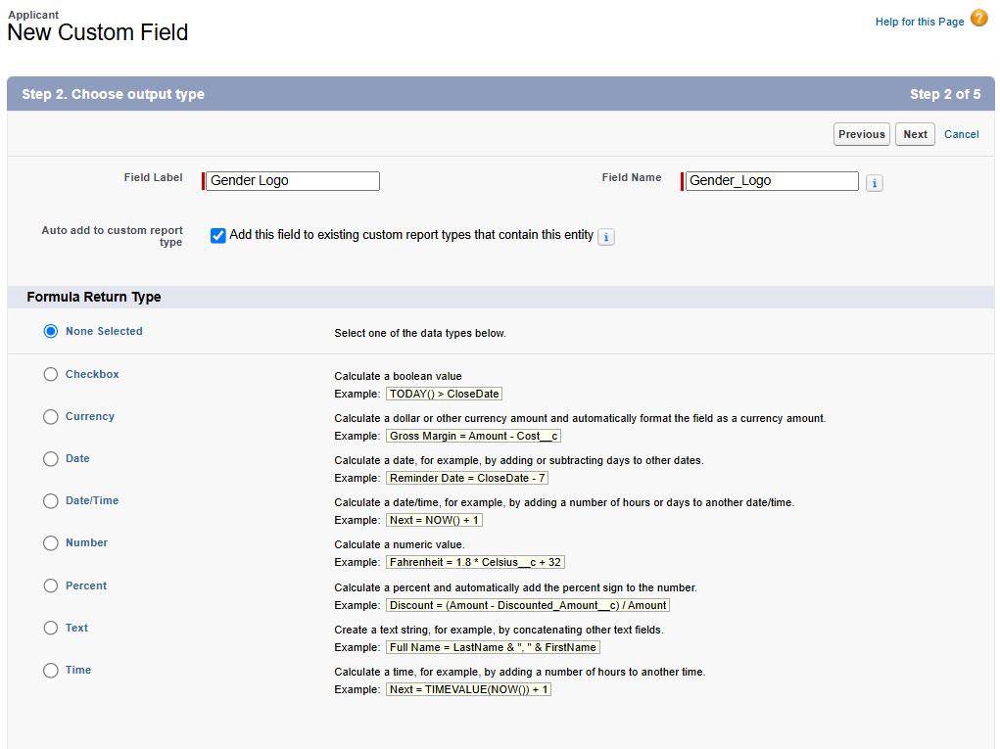 Applicant
New Custom Field
Help for this Page ?
Step 2. Choose output type
Step 2 of 5
Previous Next Cancel
Field Label Gender Logo
Field Name Gender_Logo i
Auto add to custom report type
Add this field to existing custom report types that contain this entity i
Formula Return Type
None Selected
Select one of the data types below.
Checkbox
Calculate a boolean value
Example: TODAY() > CloseDate
Currency
Calculate a dollar or other currency amount and automatically format the field as a currency amount.
Example: Gross Margin = Amount - Cost__c
Date
Calculate a date, for example, by adding or subtracting days to other dates.
Example: Reminder Date = CloseDate - 7
Date/Time
Calculate a date/time, for example, by adding a number of hours or days to another date/time.
Example: Next = NOW() + 1
Number
Calculate a numeric value.
Example: Fahrenheit = 1.8 * Celsius__c + 32
Percent
Calculate a percent and automatically add the percent sign to the number.
Example: Discount = (Amount - Discounted_Amount__c) / Amount
Text
Create a text string, for example, by concatenating other text fields.
Example: Full Name = LastName & ", " & FirstName
Time
Calculate a time, for example, by adding a number of hours to another time.
Example: Next = TIMEVALUE(NOW()) + 1